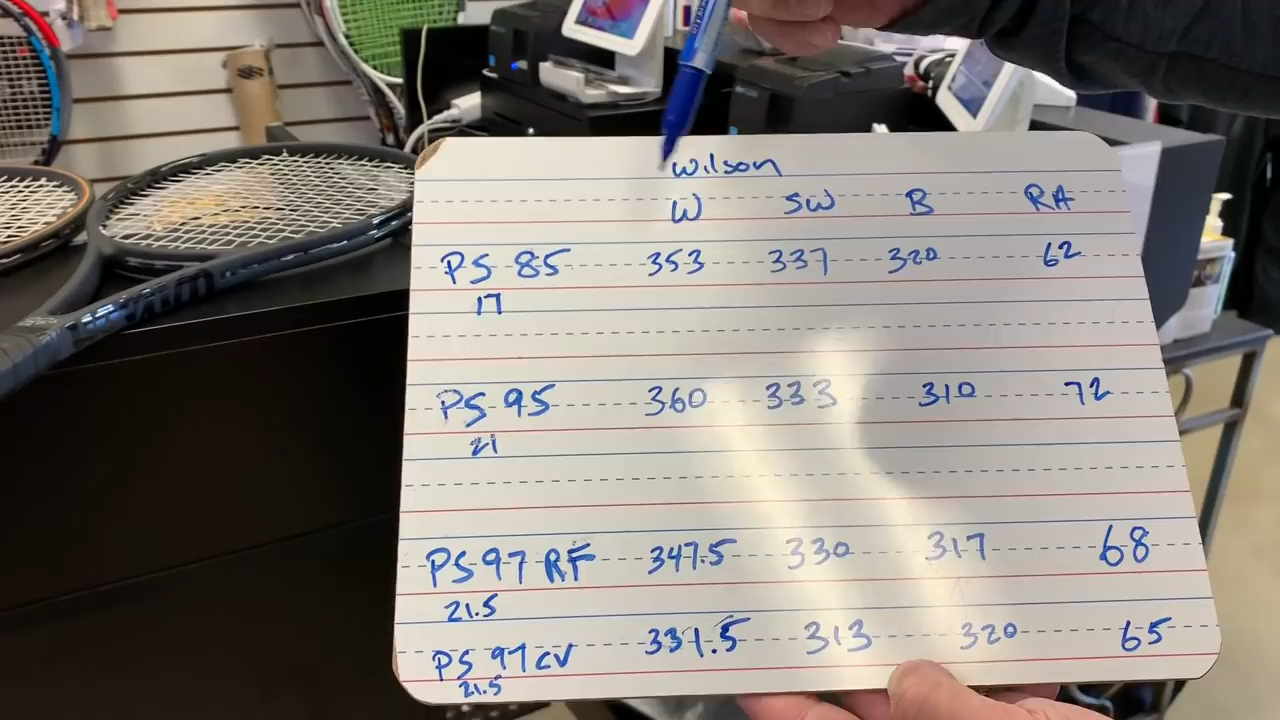 Wilson
W SW B RA
PS 85 353 337 320 62
17
PS 95 360 333 310 72
21
PS 97 RF 347.5 330 317 68
21.5
PS 97 CV 331.5 313 320 65
21.5